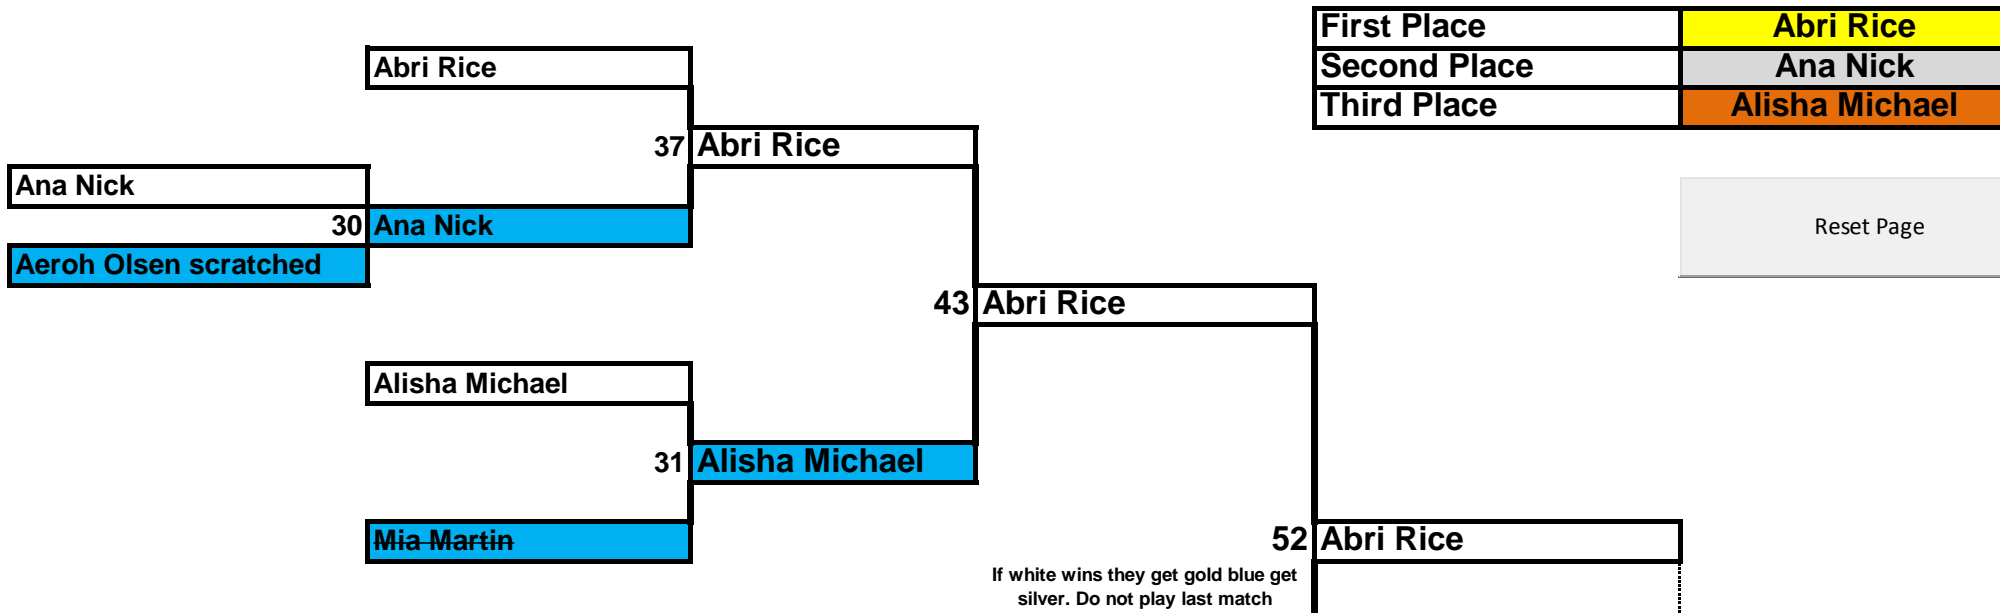 First Place Abri Rice
Second Place Ana Nick
Third Place Alisha Michael
Abri Rice
37 Abri Rice
Ana Nick
30 Ana Nick
Aeroh Olsen scratched
Reset Page
43 Abri Rice
Alisha Michael
31 Alisha Michael
Mia Martin
52 Abri Rice
If white wins they get gold blue get
silver. Do not play last match